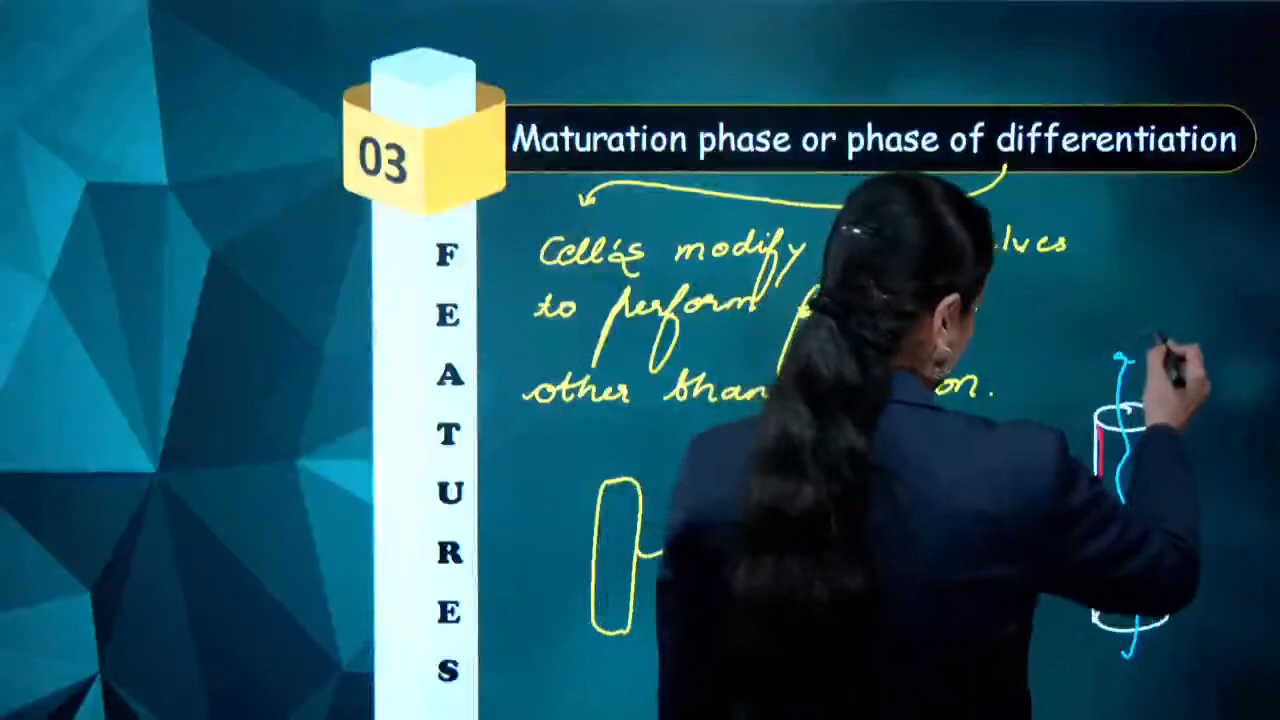 03
Maturation phase or phase of differentiation
Cells modify
to perform
other than
FEATURES